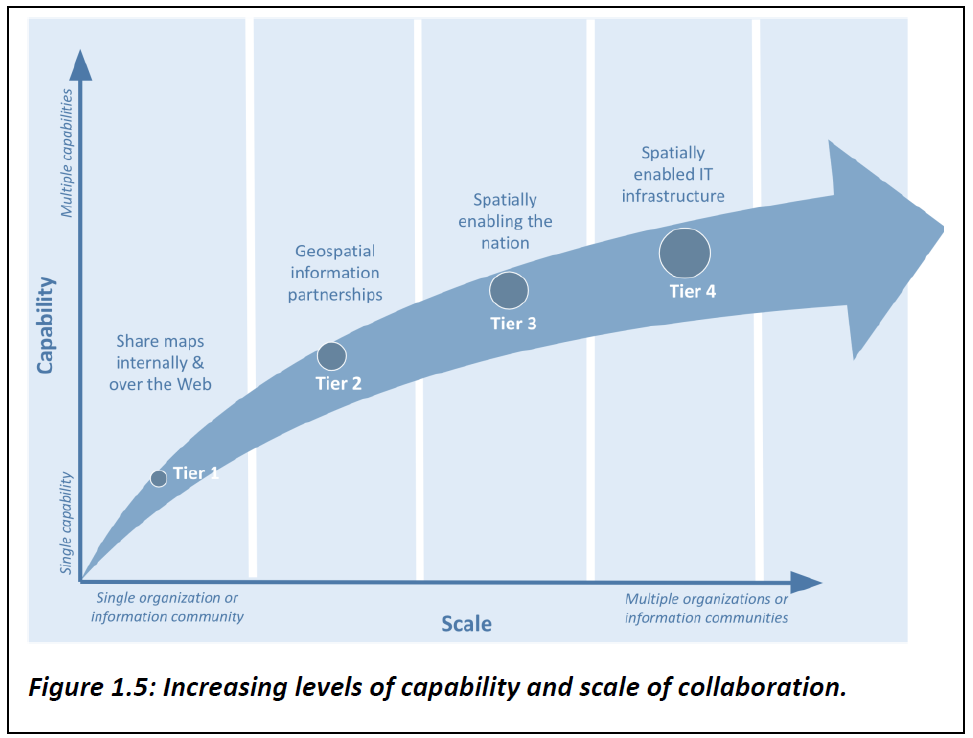 Multiple capabilities
Capability
Single capability
Share maps
internally &
over the Web
Tier 1
Geospatial
information
partnerships
Tier 2
Spatially
enabling the
nation
Tier 3
Spatially
enabled IT
infrastructure
Tier 4
Single organization or
information community
Scale
Multiple organizations or
information communities
Figure 1.5: Increasing levels of capability and scale of collaboration.